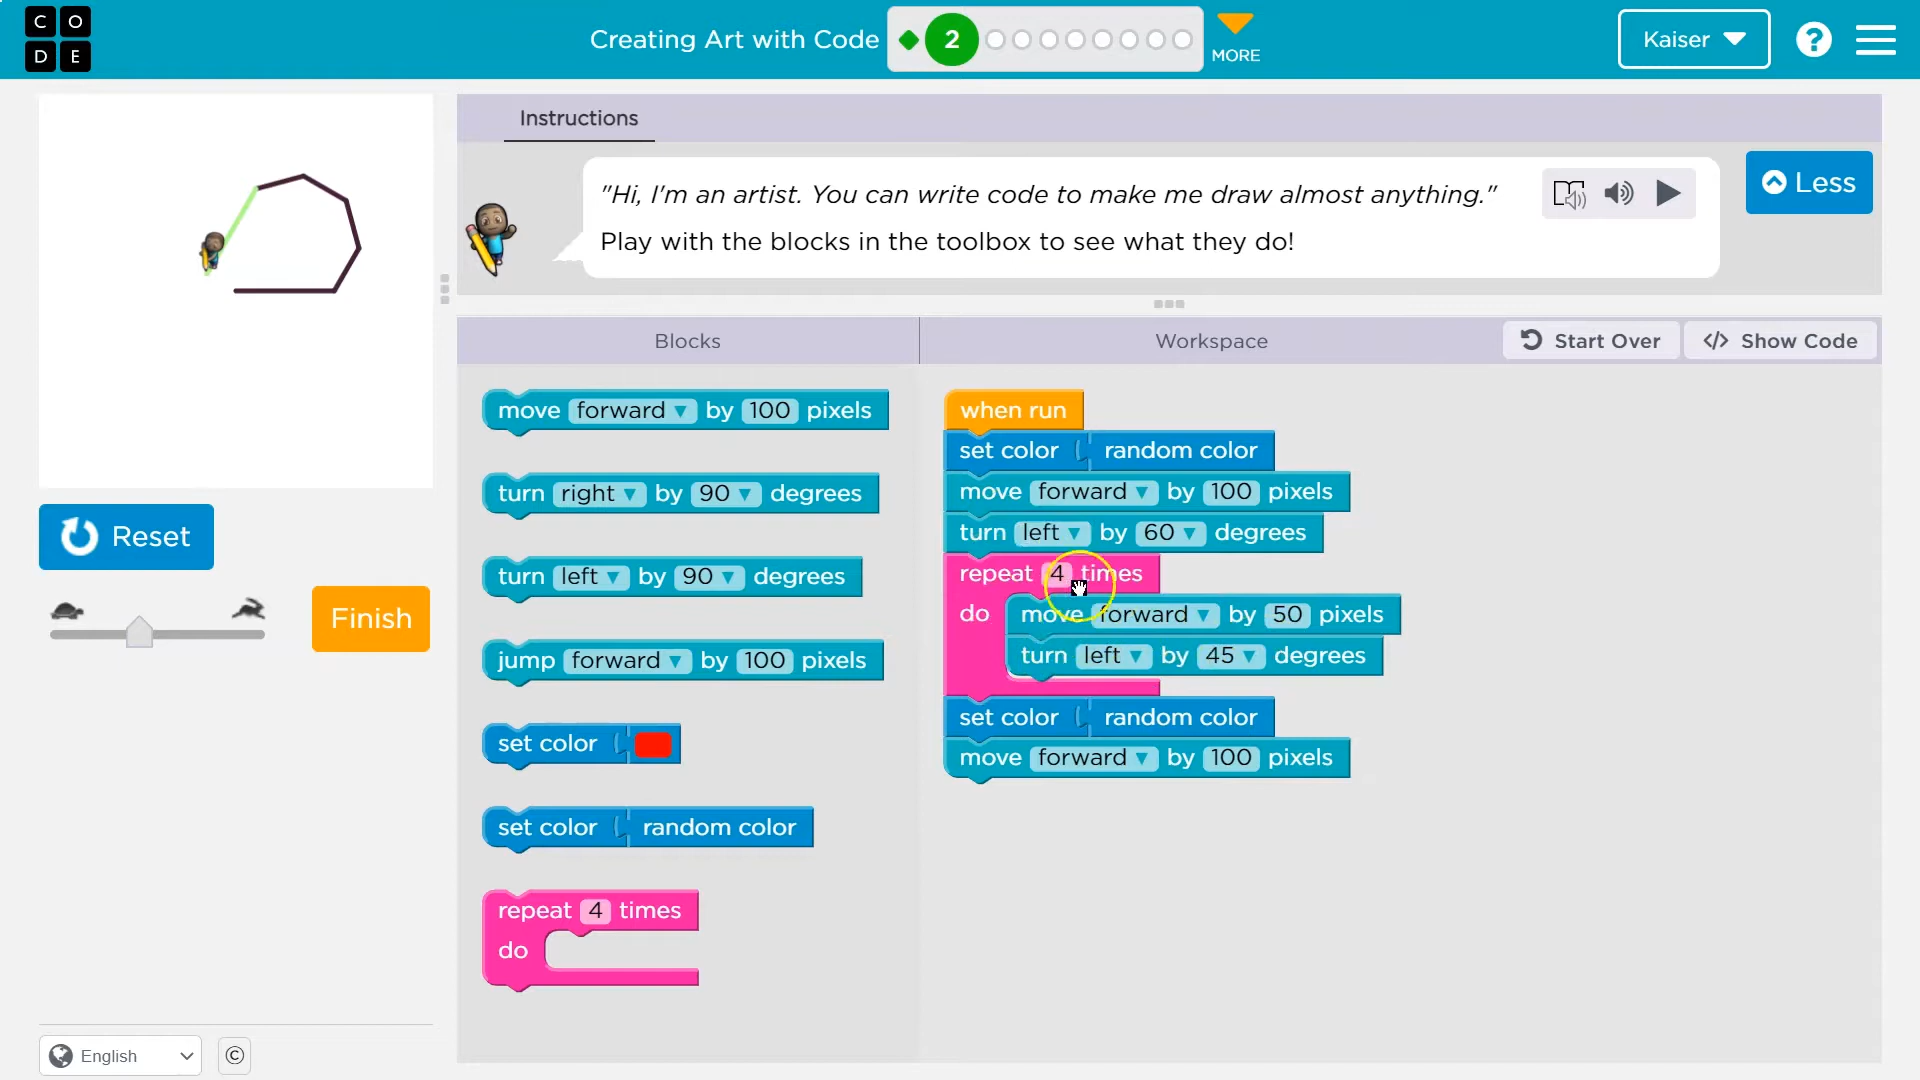 C O
D E
Creating Art with Code
2
MORE
Kaiser
?
Instructions
"Hi, I'm an artist. You can write code to make me draw almost anything."
Play with the blocks in the toolbox to see what they do!
Less
Blocks
Workspace
Start Over
</> Show Code
Reset
Finish
move forward ▼ by 100 pixels
turn right ▼ by 90 ▼ degrees
turn left ▼ by 90 ▼ degrees
jump forward ▼ by 100 pixels
set color
set color random color
repeat 4 times
do
when run
set color random color
move forward ▼ by 100 pixels
turn left ▼ by 60 ▼ degrees
repeat 4 times
do move forward ▼ by 50 pixels
turn left ▼ by 45 ▼ degrees
set color random color
move forward ▼ by 100 pixels
English
©